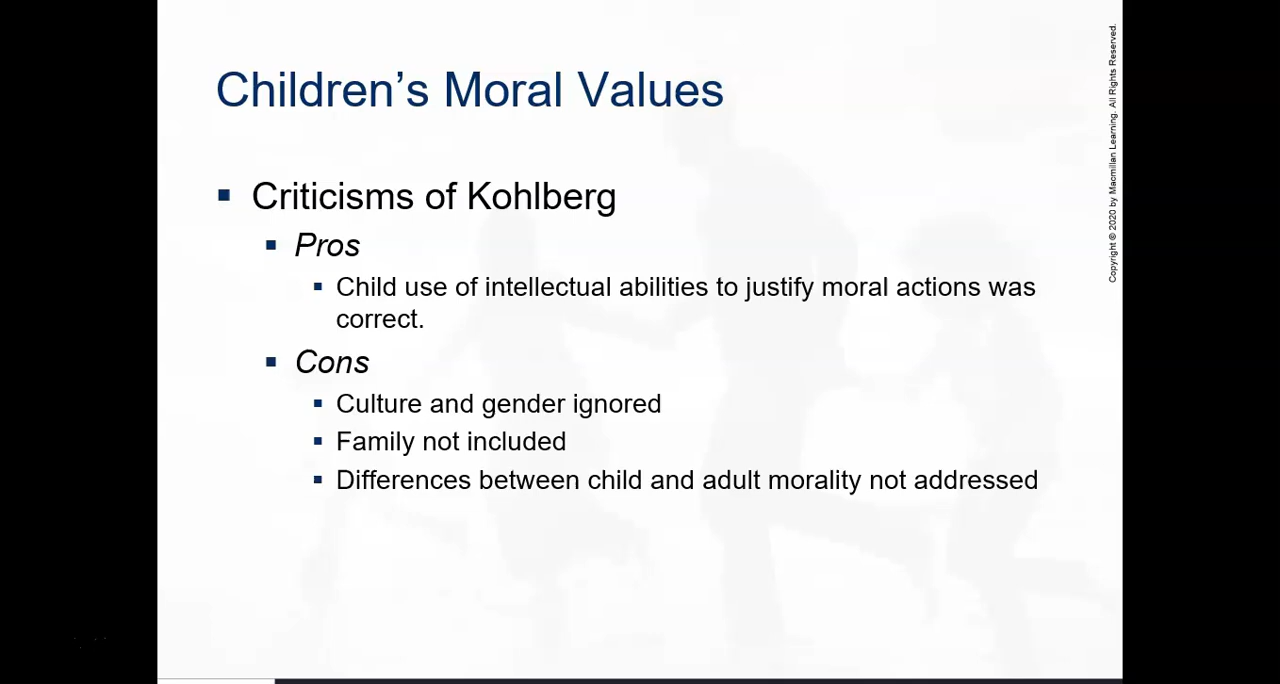 Children’s Moral Values
▪ Criticisms of Kohlberg
▪ Pros
▪ Child use of intellectual abilities to justify moral actions was
correct.
▪ Cons
▪ Culture and gender ignored
▪ Family not included
▪ Differences between child and adult morality not addressed
Copyright © 2020 by Macmillan Learning. All Rights Reserved.